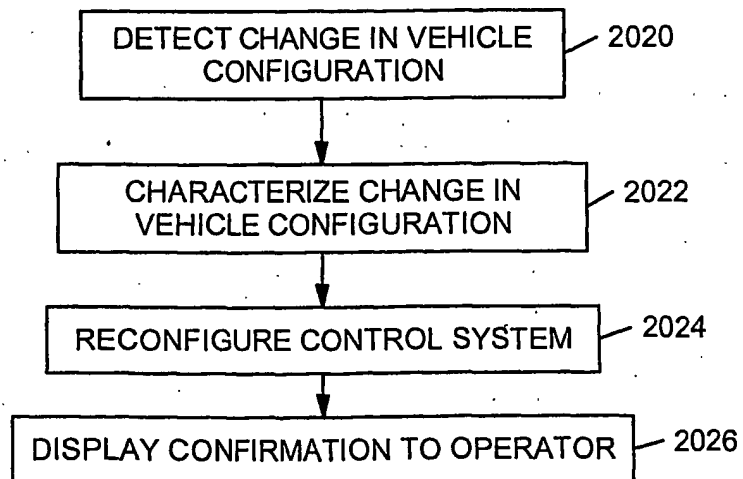 DETECT CHANGE IN VEHICLE
CONFIGURATION
2020
CHARACTERIZE CHANGE IN
VEHICLE CONFIGURATION
2022
RECONFIGURE CONTROL SYSTEM
2024
DISPLAY CONFIRMATION TO OPERATOR
2026